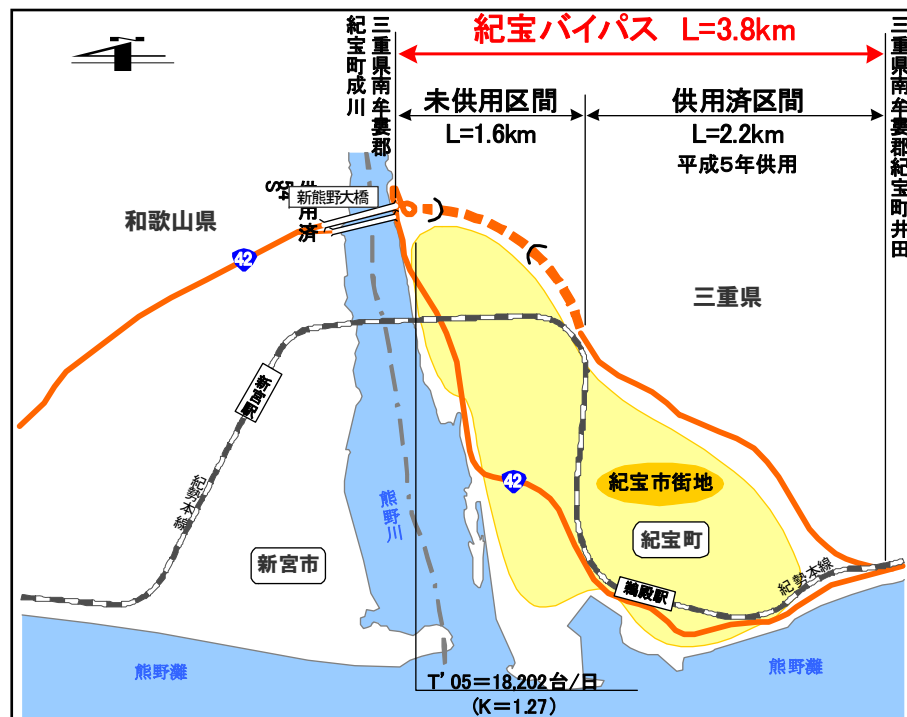 紀宝バイパス L=3.8km
三重県南牟婁郡
紀宝町成川
三重県南牟婁郡紀宝町井田
未供用区間
L=1.6km
供用済区間
L=2.2km
平成5年供用
新熊野大橋
供用済
S54
和歌山県
42
三重県
新宮駅
紀勢本線
熊野川
42
紀宝市街地
紀宝町
新宮市
鵜殿駅
紀勢本線
熊野灘
熊野灘
T'05=18,202台/日
(K=1.27)